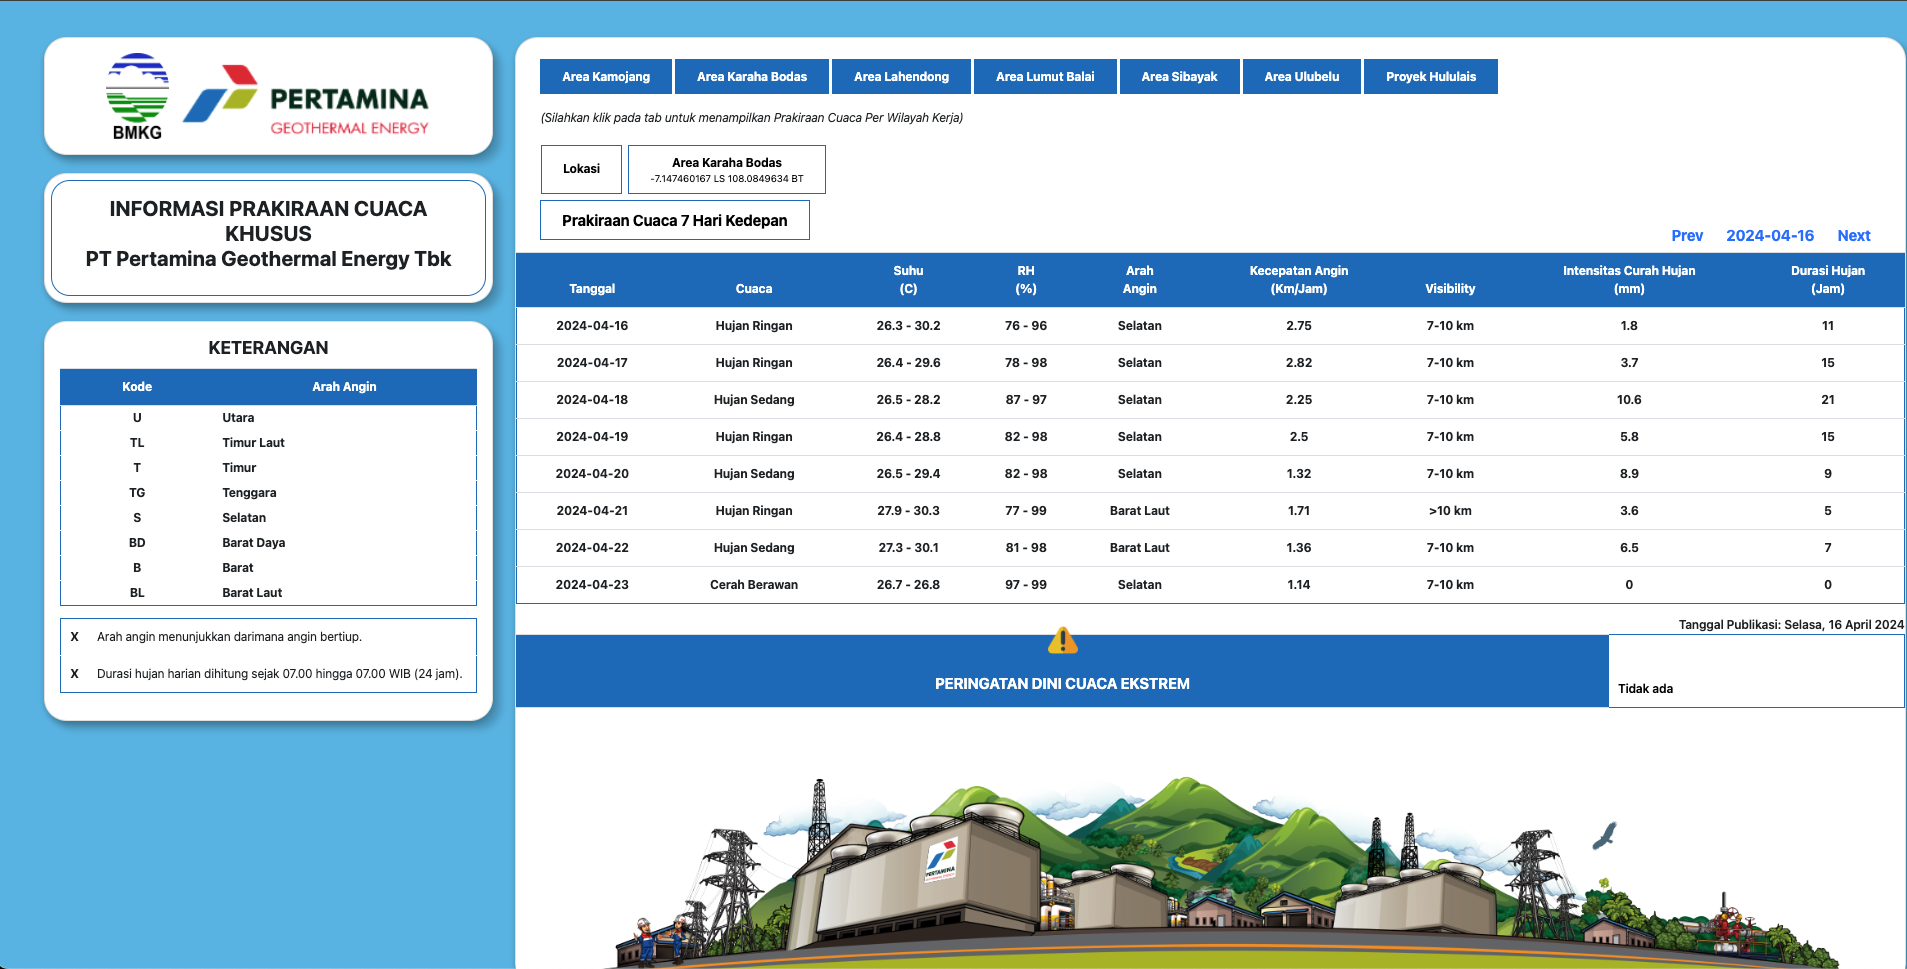 BMKG
PERTAMINA
GEOTHERMAL ENERGY
INFORMASI PRAKIRAAN CUACA
KHUSUS
PT Pertamina Geothermal Energy Tbk
KETERANGAN
Kode Arah Angin
U Utara
TL Timur Laut
T Timur
TG Tenggara
S Selatan
BD Barat Daya
B Barat
BL Barat Laut
X Arah angin menunjukkan darimana angin bertiup.
X Durasi hujan harian dihitung sejak 07.00 hingga 07.00 WIB (24 jam).
Area Kamojang Area Karaha Bodas Area Lahendong Area Lumut Balai Area Sibayak Area Ulubelu Proyek Hululais
(Silahkan klik pada tab untuk menampilkan Prakiraan Cuaca Per Wilayah Kerja)
Lokasi
Area Karaha Bodas
-7.147460167 LS 108.0849634 BT
Prakiraan Cuaca 7 Hari Kedepan
Prev 2024-04-16 Next
Tanggal Cuaca Suhu (C) RH (%) Arah Angin Kecepatan Angin (Km/Jam) Visibility Intensitas Curah Hujan (mm) Durasi Hujan (Jam)
2024-04-16 Hujan Ringan 26.3 - 30.2 76 - 96 Selatan 2.75 7-10 km 1.8 11
2024-04-17 Hujan Ringan 26.4 - 29.6 78 - 98 Selatan 2.82 7-10 km 3.7 15
2024-04-18 Hujan Sedang 26.5 - 28.2 87 - 97 Selatan 2.25 7-10 km 10.6 21
2024-04-19 Hujan Ringan 26.4 - 28.8 82 - 98 Selatan 2.5 7-10 km 5.8 15
2024-04-20 Hujan Sedang 26.5 - 29.4 82 - 98 Selatan 1.32 7-10 km 8.9 9
2024-04-21 Hujan Ringan 27.9 - 30.3 77 - 99 Barat Laut 1.71 >10 km 3.6 5
2024-04-22 Hujan Sedang 27.3 - 30.1 81 - 98 Barat Laut 1.36 7-10 km 6.5 7
2024-04-23 Cerah Berawan 26.7 - 26.8 97 - 99 Selatan 1.14 7-10 km 0 0
Tanggal Publikasi: Selasa, 16 April 2024
PERINGATAN DINI CUACA EKSTREM
Tidak ada
PERTAMINA